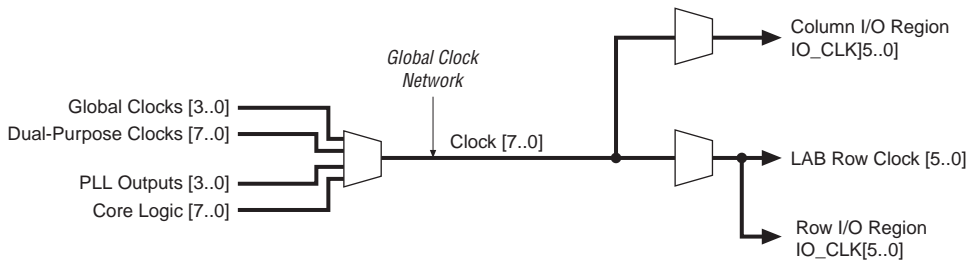 Column I/O Region
IO_CLK]5..0]
Global Clock
Network
Global Clocks [3..0]
Dual-Purpose Clocks [7..0]
Clock [7..0]
LAB Row Clock [5..0]
PLL Outputs [3..0]
Core Logic [7..0]
Row I/O Region
IO_CLK[5..0]